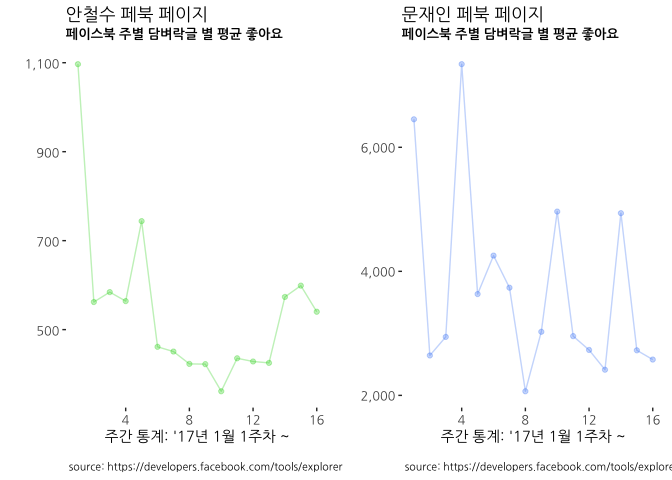 안철수 페북 페이지
페이스북 주별 담벼락글 별 평균 좋아요
1,100
900
700
500
4 8 12 16
주간 통계: '17년 1월 1주차 ~
source: https://developers.facebook.com/tools/explorer
문재인 페북 페이지
페이스북 주별 담벼락글 별 평균 좋아요
6,000
4,000
2,000
4 8 12 16
주간 통계: '17년 1월 1주차 ~
source: https://developers.facebook.com/tools/explore